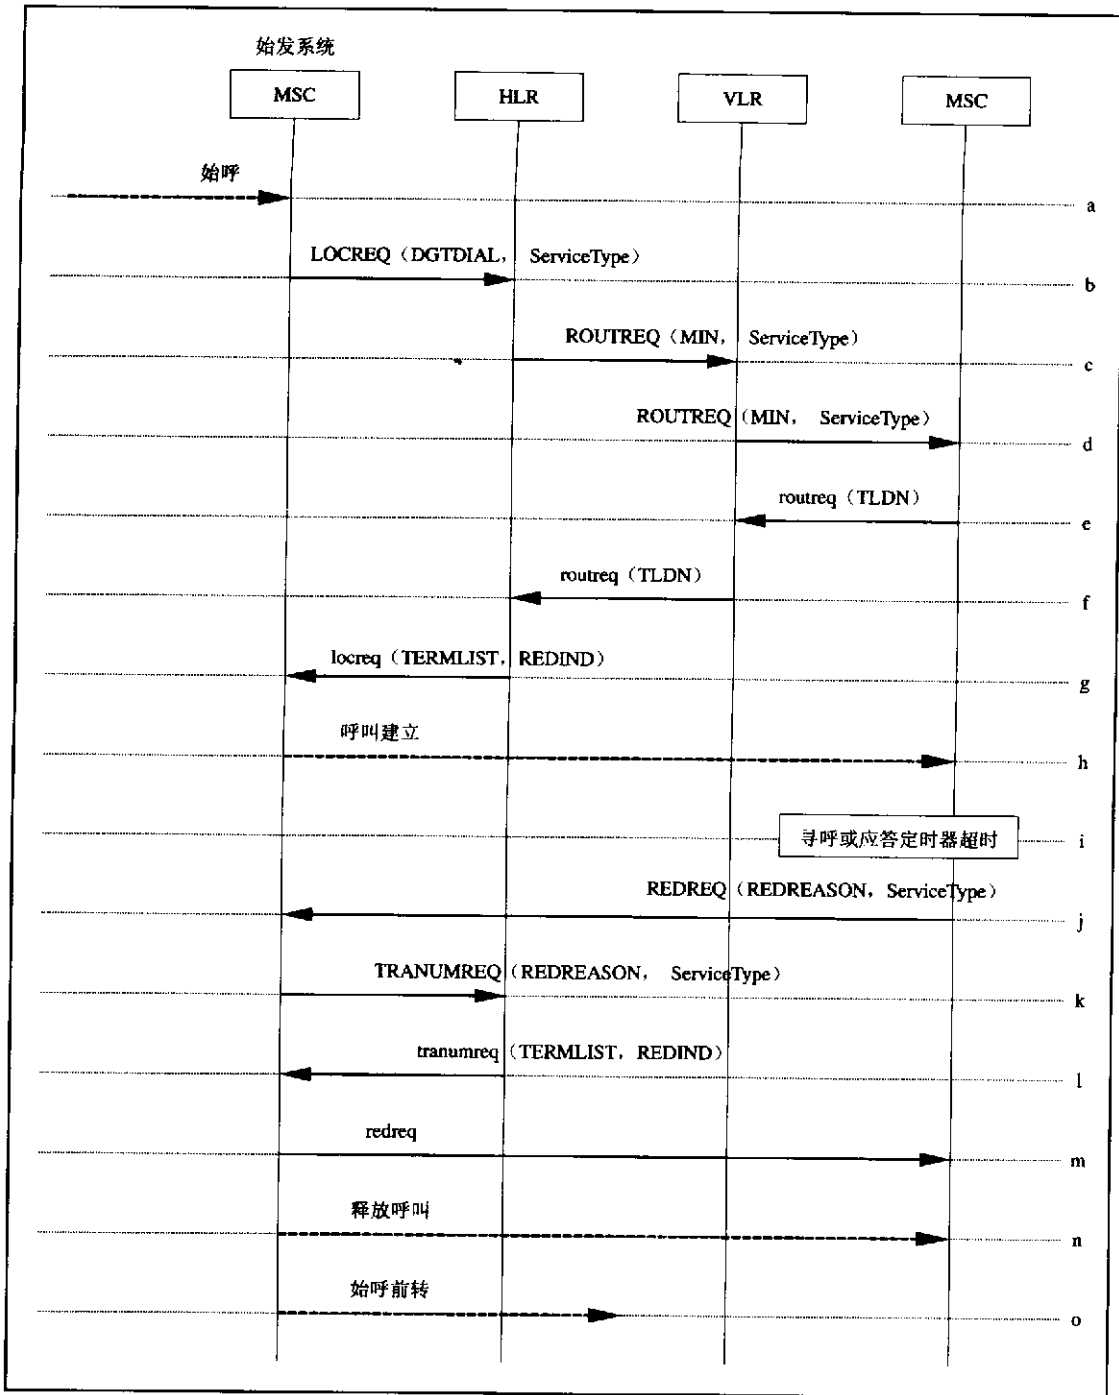 始发系统
MSC
HLR
VLR
MSC
始呼
a
LOCREQ（DGTDIAL， ServiceType）
b
ROUTREQ（MIN， ServiceType）
c
ROUTREQ（MIN， ServiceType）
d
routreq（TLDN）
e
routreq（TLDN）
f
locreq（TERMLIST，REDIND）
g
呼叫建立
h
寻呼或应答定时器超时
i
REDREQ（REDREASON，ServiceType）
j
TRANUMREQ（REDREASON， ServiceType）
k
tranumreq（TERMLIST，REDIND）
l
redreq
m
释放呼叫
n
始呼前转
o